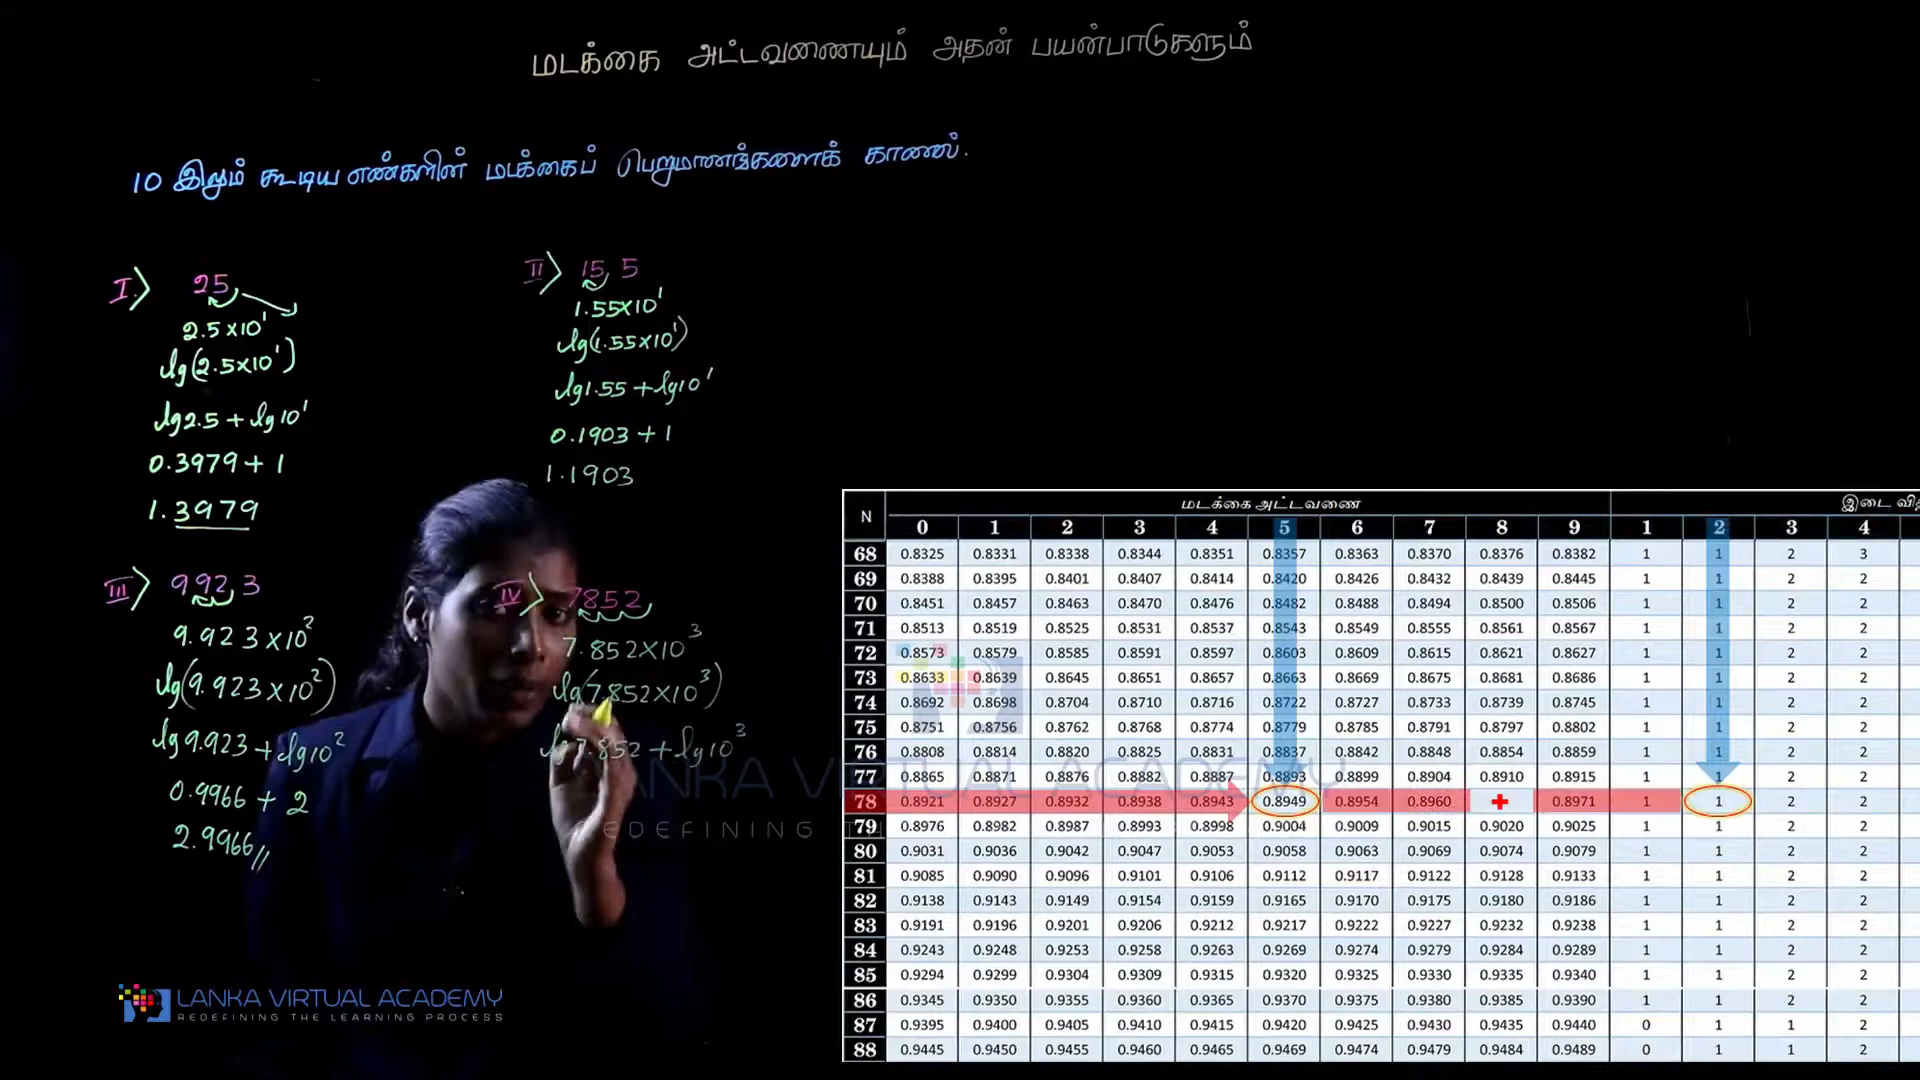 மடக்கை அட்டவணையும் அதன் பயன்பாடுகளும்
10 இலும் கூடிய எண்களின் மடக்கைப் பெறுமானங்களைக் காணல்.
I.⟩ 25
2.5×10¹
lg(2.5×10¹)
lg2.5 + lg10¹
0.3979 + 1
1.3979
II⟩ 15 5
1.55×10¹
lg(1.55×10¹)
lg1.55 + lg10¹
0.1903 + 1
1.1903
III⟩ 992 3
9.923×10²
lg(9.923×10²)
lg9.923 + lg10²
0.9966 + 2
2.9966//
IV⟩ 7852
7.852×10³
lg(7.852×10³)
lg7.852 + lg10³
மடக்கை அட்டவணை இடை வித
N 0 1 2 3 4 5 6 7 8 9 1 2 3 4
68 0.8325 0.8331 0.8338 0.8344 0.8351 0.8357 0.8363 0.8370 0.8376 0.8382 1 1 2 3
69 0.8388 0.8395 0.8401 0.8407 0.8414 0.8420 0.8426 0.8432 0.8439 0.8445 1 1 2 2
70 0.8451 0.8457 0.8463 0.8470 0.8476 0.8482 0.8488 0.8494 0.8500 0.8506 1 1 2 2
71 0.8513 0.8519 0.8525 0.8531 0.8537 0.8543 0.8549 0.8555 0.8561 0.8567 1 1 2 2
72 0.8573 0.8579 0.8585 0.8591 0.8597 0.8603 0.8609 0.8615 0.8621 0.8627 1 1 2 2
73 0.8633 0.8639 0.8645 0.8651 0.8657 0.8663 0.8669 0.8675 0.8681 0.8686 1 1 2 2
74 0.8692 0.8698 0.8704 0.8710 0.8716 0.8722 0.8727 0.8733 0.8739 0.8745 1 1 2 2
75 0.8751 0.8756 0.8762 0.8768 0.8774 0.8779 0.8785 0.8791 0.8797 0.8802 1 1 2 2
76 0.8808 0.8814 0.8820 0.8825 0.8831 0.8837 0.8842 0.8848 0.8854 0.8859 1 1 2 2
77 0.8865 0.8871 0.8876 0.8882 0.8887 0.8893 0.8899 0.8904 0.8910 0.8915 1 1 2 2
78 0.8921 0.8927 0.8932 0.8938 0.8943 0.8949 0.8954 0.8960 + 0.8971 1 1 2 2
79 0.8976 0.8982 0.8987 0.8993 0.8998 0.9004 0.9009 0.9015 0.9020 0.9025 1 1 2 2
80 0.9031 0.9036 0.9042 0.9047 0.9053 0.9058 0.9063 0.9069 0.9074 0.9079 1 1 2 2
81 0.9085 0.9090 0.9096 0.9101 0.9106 0.9112 0.9117 0.9122 0.9128 0.9133 1 1 2 2
82 0.9138 0.9143 0.9149 0.9154 0.9159 0.9165 0.9170 0.9175 0.9180 0.9186 1 1 2 2
83 0.9191 0.9196 0.9201 0.9206 0.9212 0.9217 0.9222 0.9227 0.9232 0.9238 1 1 2 2
84 0.9243 0.9248 0.9253 0.9258 0.9263 0.9269 0.9274 0.9279 0.9284 0.9289 1 1 2 2
85 0.9294 0.9299 0.9304 0.9309 0.9315 0.9320 0.9325 0.9330 0.9335 0.9340 1 1 2 2
86 0.9345 0.9350 0.9355 0.9360 0.9365 0.9370 0.9375 0.9380 0.9385 0.9390 1 1 2 2
87 0.9395 0.9400 0.9405 0.9410 0.9415 0.9420 0.9425 0.9430 0.9435 0.9440 0 1 1 2
88 0.9445 0.9450 0.9455 0.9460 0.9465 0.9469 0.9474 0.9479 0.9484 0.9489 0 1 1 2
LANKA VIRTUAL ACADEMY
REDEFINING TH
LANKA VIRTUAL ACADEMY
REDEFINING THE LEARNING PROCESS